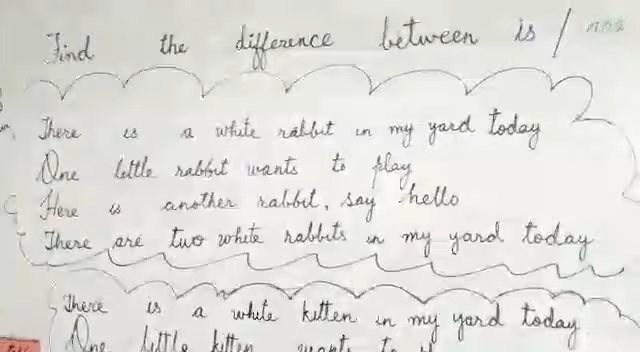 Find the difference between is /
There is a white rabbit in my yard today
One little rabbit wants to play
Here is another rabbit, say hello
There are two white rabbits in my yard today
There is a white kitten in my yard today.
One little kitten wants to